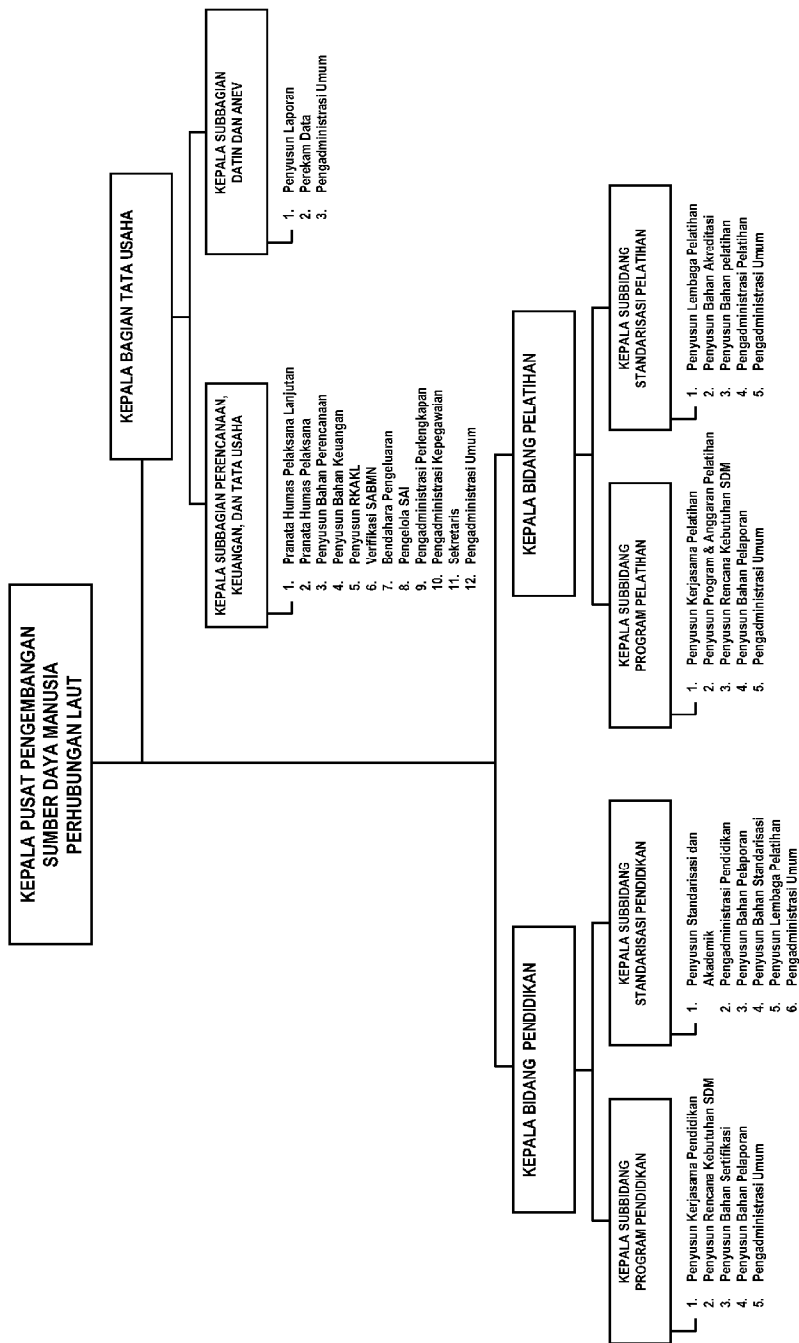 KEPALA PUSAT PENGEMBANGAN
SUMBER DAYA MANUSIA
PERHUBUNGAN LAUT
KEPALA BAGIAN TATA USAHA
KEPALA SUBBAGIAN PERENCANAAN,
KEUANGAN, DAN TATA USAHA
1. Pranata Humas Pelaksana Lanjutan
2. Pranata Humas Pelaksana
3. Penyusun Bahan Perencanaan
4. Penyusun Bahan Keuangan
5. Penyusun RKAKL
6. Verifikasi SABMN
7. Bendahara Pengeluaran
8. Pengelola SAI
9. Pengadministrasi Perlengkapan
10. Pengadministrasi Kepegawaian
11. Sekretaris
12. Pengadministrasi Umum
KEPALA SUBBAGIAN
DATIN DAN ANEV
1. Penyusun Laporan
2. Perekam Data
3. Pengadministrasi Umum
KEPALA BIDANG PENDIDIKAN
KEPALA SUBBIDANG
PROGRAM PENDIDIKAN
1. Penyusun Kerjasama Pendidikan
2. Penyusun Rencana Kebutuhan SDM
3. Penyusun Bahan Sertifikasi
4. Penyusun Bahan Pelaporan
5. Pengadministrasi Umum
KEPALA SUBBIDANG
STANDARISASI PENDIDIKAN
1. Penyusun Standarisasi dan
Akademik
2. Pengadministrasi Pendidikan
3. Penyusun Bahan Pelaporan
4. Penyusun Bahan Standarisasi
5. Penyusun Lembaga Pelatihan
6. Pengadministrasi Umum
KEPALA BIDANG PELATIHAN
KEPALA SUBBIDANG
PROGRAM PELATIHAN
1. Penyusun Kerjasama Pelatihan
2. Penyusun Program & Anggaran Pelatihan
3. Penyusun Rencana Kebutuhan SDM
4. Penyusun Bahan Pelaporan
5. Pengadministrasi Umum
KEPALA SUBBIDANG
STANDARISASI PELATIHAN
1. Penyusun Lembaga Pelatihan
2. Penyusun Bahan Akreditasi
3. Penyusun Bahan pelatihan
4. Pengadministrasi Pelatihan
5. Pengadministrasi Umum